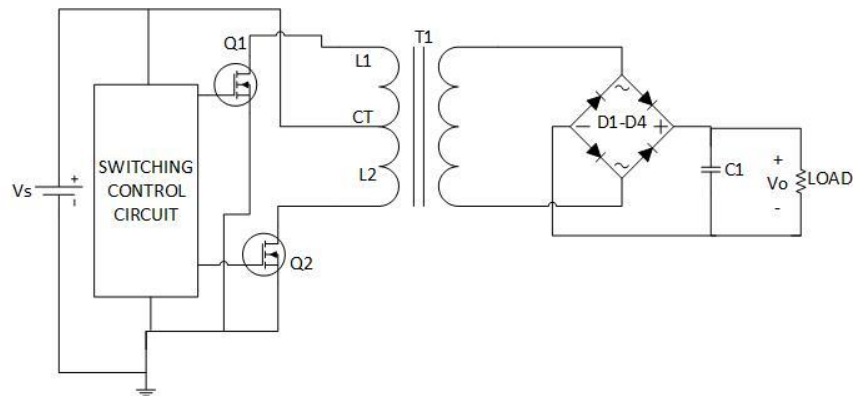 Q1
T1
L1
CT
D1-D4
~
~
−
+
SWITCHING
CONTROL
CIRCUIT
Vs
+
-
L2
C1
+
Vo
-
LOAD
Q2